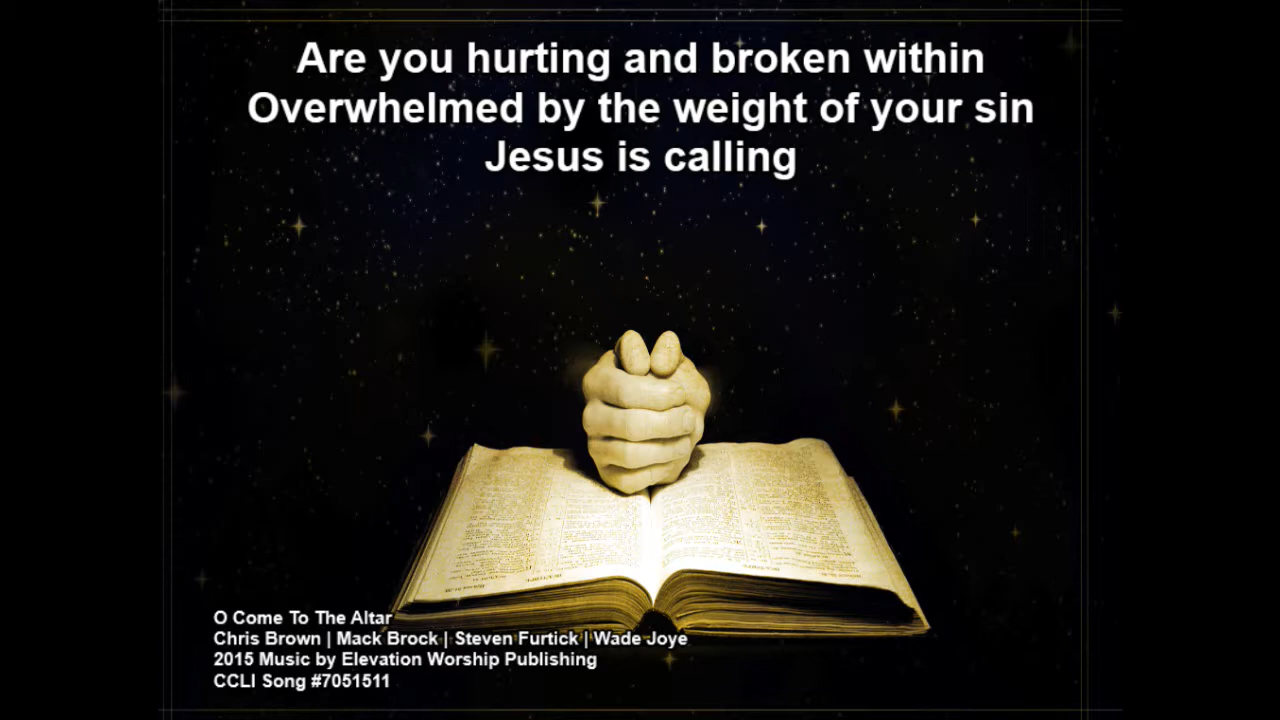 Are you hurting and broken within
Overwhelmed by the weight of your sin
Jesus is calling
O Come To The Altar
Chris Brown | Mack Brock | Steven Furtick | Wade Joye
2015 Music by Elevation Worship Publishing
CCLI Song #7051511